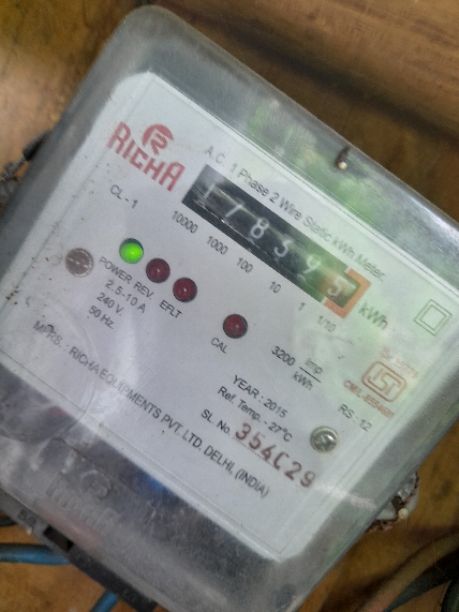 RICHA
A.C. 1 Phase 2 Wire Static kWh Meter.
178395 kWh
CL - 1
10000 1000 100 10 1 1/10
POWER REV. EFLT
CAL
2.5-10 A
240 V.
50 Hz.
3200 imp/kWh
YEAR : 2015
RS : 12
Ref. Temp. - 27°C
SL. No. 354C29
MFRS. - RICHA EQUIPMENTS PVT. LTD, DELHI, (INDIA)